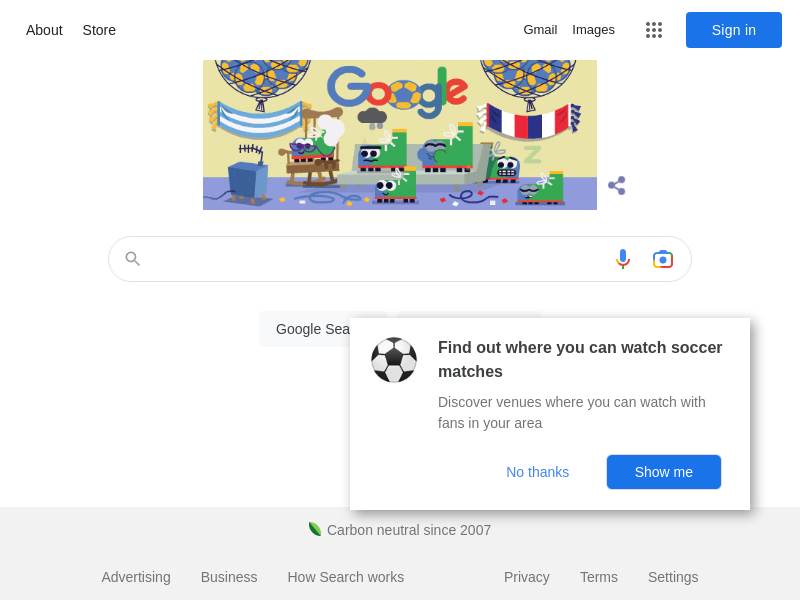 About Store Gmail Images Sign in
Google
Z
Google Sea
Find out where you can watch soccer
matches
Discover venues where you can watch with
fans in your area
No thanks Show me
Carbon neutral since 2007
Advertising Business How Search works Privacy Terms Settings